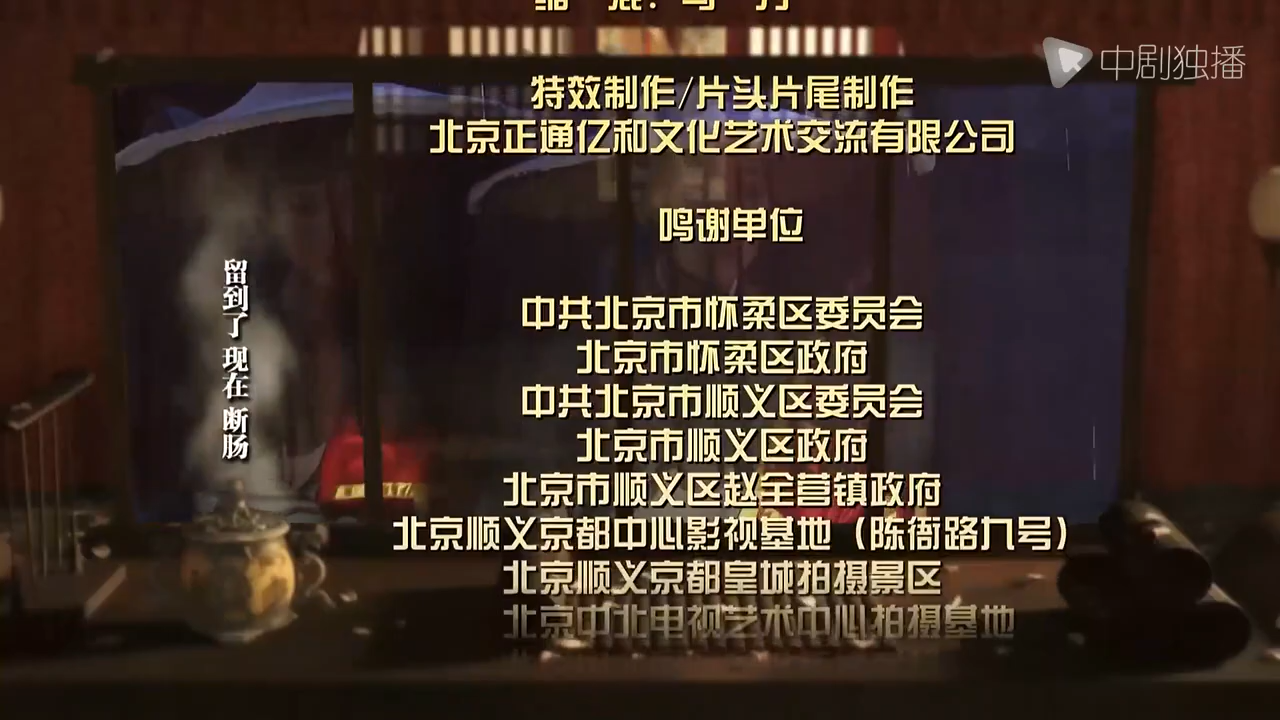 中剧独播
特效制作/片头片尾制作
北京正通亿和文化艺术交流有限公司
鸣谢单位
中共北京市怀柔区委员会
北京市怀柔区政府
中共北京市顺义区委员会
北京市顺义区政府
北京市顺义区赵全营镇政府
北京顺义京都中心影视基地（陈衙路九号）
北京顺义京都皇城拍摄景区
北京中北电视艺术中心拍摄基地
留到了 现在 断肠